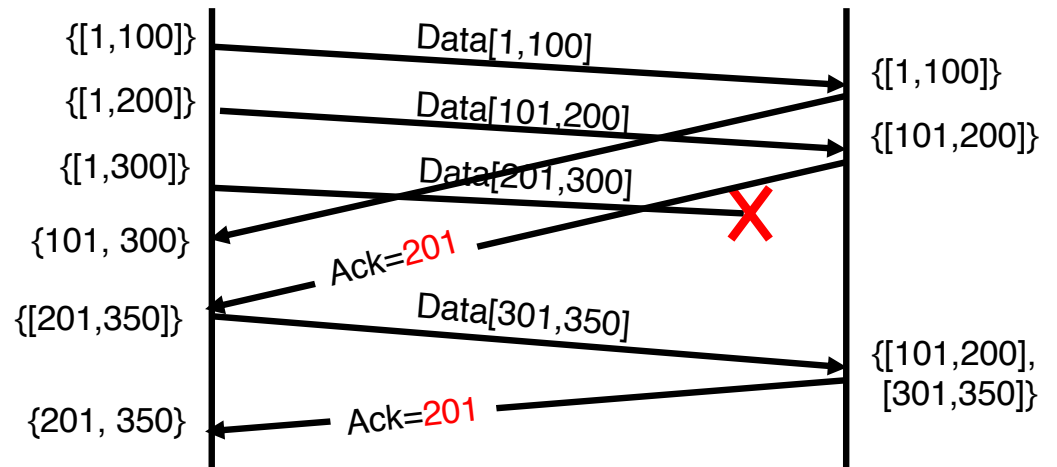 {[1,100]}
Data[1,100]
{[1,100]}
{[1,200]}
Data[101,200]
{[101,200]}
{[1,300]}
Data[201,300]
{101, 300}
Ack=201
{[201,350]}
Data[301,350]
{[101,200],
[301,350]}
{201, 350}
Ack=201